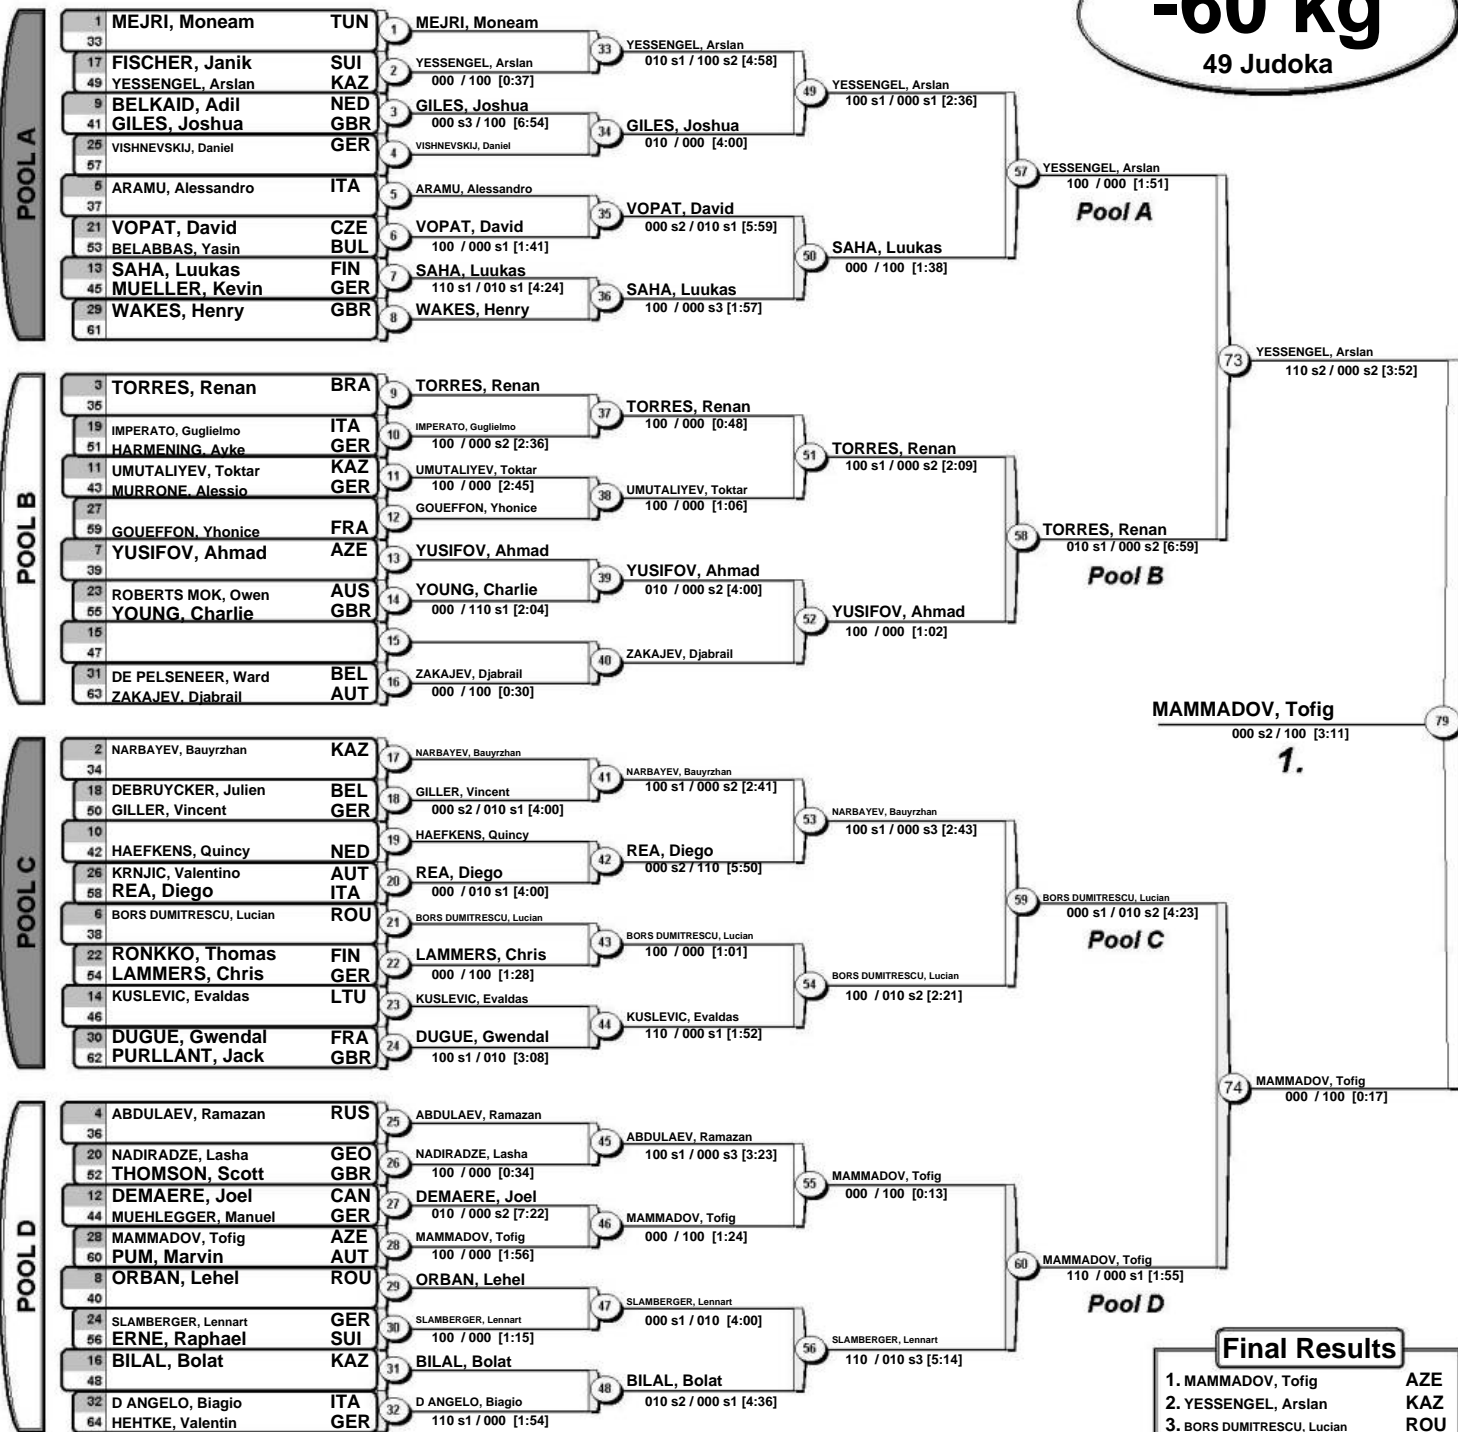 -60 kg
49 Judoka
POOL A
1 MEJRI, Moneam TUN
33
17 FISCHER, Janik SUI
49 YESSENGEL, Arslan KAZ
9 BELKAID, Adil NED
41 GILES, Joshua GBR
25 VISHNEVSKIJ, Daniel GER
57
5 ARAMU, Alessandro ITA
37
21 VOPAT, David CZE
53 BELABBAS, Yasin BUL
13 SAHA, Luukas FIN
45 MUELLER, Kevin GER
29 WAKES, Henry GBR
61
1 MEJRI, Moneam
2 YESSENGEL, Arslan
000 / 100 [0:37]
3 GILES, Joshua
000 s3 / 100 [6:54]
4 VISHNEVSKIJ, Daniel
5 ARAMU, Alessandro
6 VOPAT, David
100 / 000 s1 [1:41]
7 SAHA, Luukas
110 s1 / 010 s1 [4:24]
8 WAKES, Henry
33 YESSENGEL, Arslan
010 s1 / 100 s2 [4:58]
34 GILES, Joshua
010 / 000 [4:00]
35 VOPAT, David
000 s2 / 010 s1 [5:59]
36 SAHA, Luukas
100 / 000 s3 [1:57]
49 YESSENGEL, Arslan
100 s1 / 000 s1 [2:36]
50 SAHA, Luukas
000 / 100 [1:38]
57 YESSENGEL, Arslan
100 / 000 [1:51]
Pool A
POOL B
3 TORRES, Renan BRA
35
19 IMPERATO, Guglielmo ITA
51 HARMENING, Ayke GER
11 UMUTALIYEV, Toktar KAZ
43 MURRONE, Alessio GER
27
59 GOUEFFON, Yhonice FRA
7 YUSIFOV, Ahmad AZE
39
23 ROBERTS MOK, Owen AUS
55 YOUNG, Charlie GBR
15
47
31 DE PELSENEER, Ward BEL
63 ZAKAJEV, Djabrail AUT
9 TORRES, Renan
10 IMPERATO, Guglielmo
100 / 000 s2 [2:36]
11 UMUTALIYEV, Toktar
100 / 000 [2:45]
12 GOUEFFON, Yhonice
13 YUSIFOV, Ahmad
14 YOUNG, Charlie
000 / 110 s1 [2:04]
15
16 ZAKAJEV, Djabrail
000 / 100 [0:30]
37 TORRES, Renan
100 / 000 [0:48]
38 UMUTALIYEV, Toktar
100 / 000 [1:06]
39 YUSIFOV, Ahmad
010 / 000 s2 [4:00]
40 ZAKAJEV, Djabrail
51 TORRES, Renan
100 s1 / 000 s2 [2:09]
52 YUSIFOV, Ahmad
100 / 000 [1:02]
58 TORRES, Renan
010 s1 / 000 s2 [6:59]
Pool B
73 YESSENGEL, Arslan
110 s2 / 000 s2 [3:52]
MAMMADOV, Tofig 79
000 s2 / 100 [3:11]
1.
POOL C
2 NARBAYEV, Bauyrzhan KAZ
34
18 DEBRUYCKER, Julien BEL
50 GILLER, Vincent GER
10
42 HAEFKENS, Quincy NED
26 KRNJIC, Valentino AUT
58 REA, Diego ITA
6 BORS DUMITRESCU, Lucian ROU
38
22 RONKKO, Thomas FIN
54 LAMMERS, Chris GER
14 KUSLEVIC, Evaldas LTU
46
30 DUGUE, Gwendal FRA
62 PURLLANT, Jack GBR
17 NARBAYEV, Bauyrzhan
18 GILLER, Vincent
000 s2 / 010 s1 [4:00]
19 HAEFKENS, Quincy
20 REA, Diego
000 / 010 s1 [4:00]
21 BORS DUMITRESCU, Lucian
22 LAMMERS, Chris
000 / 100 [1:28]
23 KUSLEVIC, Evaldas
24 DUGUE, Gwendal
100 s1 / 010 [3:08]
41 NARBAYEV, Bauyrzhan
100 s1 / 000 s2 [2:41]
42 REA, Diego
000 s2 / 110 [5:50]
43 BORS DUMITRESCU, Lucian
100 / 000 [1:01]
44 KUSLEVIC, Evaldas
110 / 000 s1 [1:52]
53 NARBAYEV, Bauyrzhan
100 s1 / 000 s3 [2:43]
54 BORS DUMITRESCU, Lucian
100 / 010 s2 [2:21]
59 BORS DUMITRESCU, Lucian
000 s1 / 010 s2 [4:23]
Pool C
74 MAMMADOV, Tofig
000 / 100 [0:17]
POOL D
4 ABDULAEV, Ramazan RUS
36
20 NADIRADZE, Lasha GEO
52 THOMSON, Scott GBR
12 DEMAERE, Joel CAN
44 MUEHLEGGER, Manuel GER
28 MAMMADOV, Tofig AZE
60 PUM, Marvin AUT
8 ORBAN, Lehel ROU
40
24 SLAMBERGER, Lennart GER
56 ERNE, Raphael SUI
16 BILAL, Bolat KAZ
48
32 D ANGELO, Biagio ITA
64 HEHTKE, Valentin GER
25 ABDULAEV, Ramazan
26 NADIRADZE, Lasha
100 / 000 [0:34]
27 DEMAERE, Joel
010 / 000 s2 [7:22]
28 MAMMADOV, Tofig
100 / 000 [1:56]
29 ORBAN, Lehel
30 SLAMBERGER, Lennart
100 / 000 [1:15]
31 BILAL, Bolat
32 D ANGELO, Biagio
110 s1 / 000 [1:54]
45 ABDULAEV, Ramazan
100 s1 / 000 s3 [3:23]
46 MAMMADOV, Tofig
000 / 100 [1:24]
47 SLAMBERGER, Lennart
000 s1 / 010 [4:00]
48 BILAL, Bolat
010 s2 / 000 s1 [4:36]
55 MAMMADOV, Tofig
000 / 100 [0:13]
56 SLAMBERGER, Lennart
110 / 010 s3 [5:14]
60 MAMMADOV, Tofig
110 / 000 s1 [1:55]
Pool D
Final Results
1. MAMMADOV, Tofig AZE
2. YESSENGEL, Arslan KAZ
3. BORS DUMITRESCU, Lucian ROU